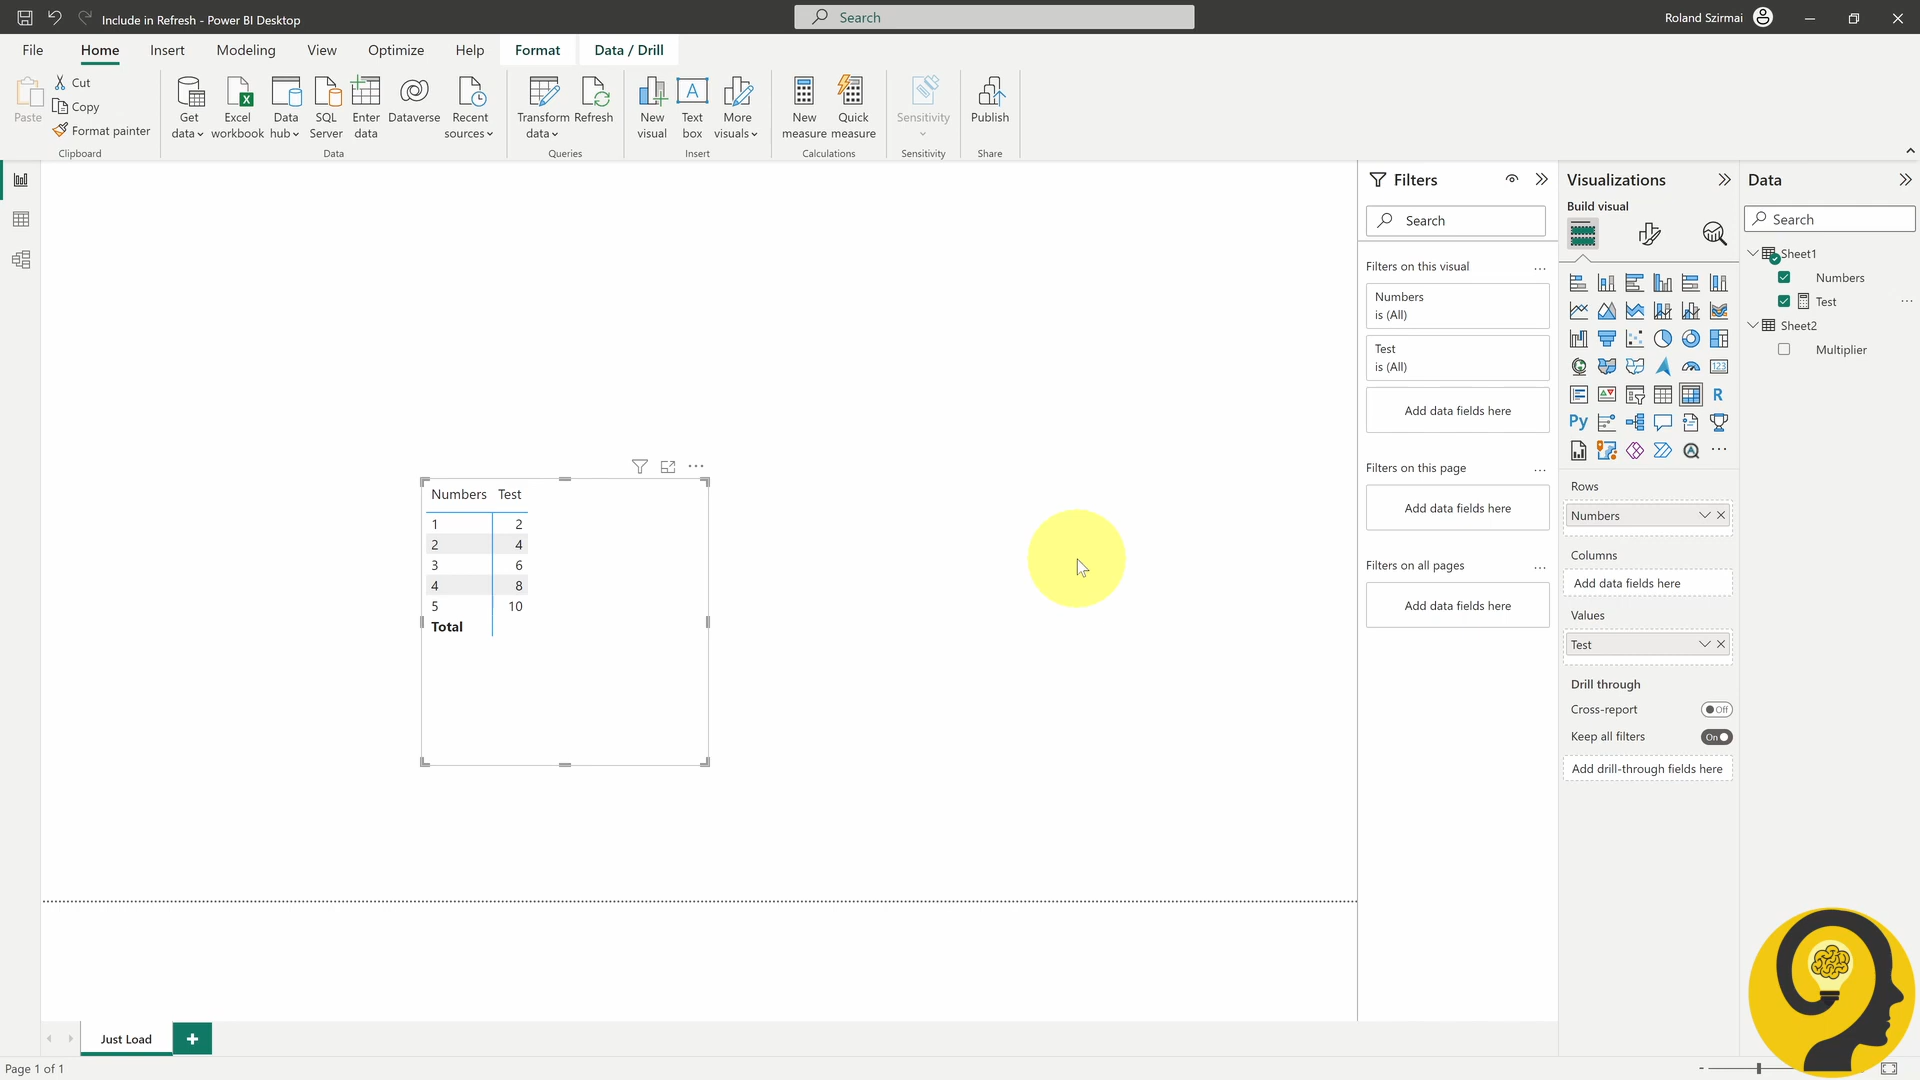 Include in Refresh - Power BI Desktop
Search
Roland Szirmai
File
Home
Insert
Modeling
View
Optimize
Help
Format
Data / Drill
Paste
Cut
Copy
Format painter
Clipboard
Get data
Excel workbook
Data hub
SQL Server
Enter data
Dataverse
Recent sources
Data
Transform data
Refresh
Queries
New visual
Text box
More visuals
Insert
New measure
Quick measure
Calculations
Sensitivity
Sensitivity
Publish
Share
Numbers Test
1 2
2 4
3 6
4 8
5 10
Total
Filters
Search
Filters on this visual
Numbers
is (All)
Test
is (All)
Add data fields here
Filters on this page
Add data fields here
Filters on all pages
Add data fields here
Visualizations
Build visual
123
R
Py
Rows
Numbers
Columns
Add data fields here
Values
Test
Drill through
Cross-report
Off
Keep all filters
On
Add drill-through fields here
Data
Search
Sheet1
Numbers
Test
Sheet2
Multiplier
Just Load
Page 1 of 1